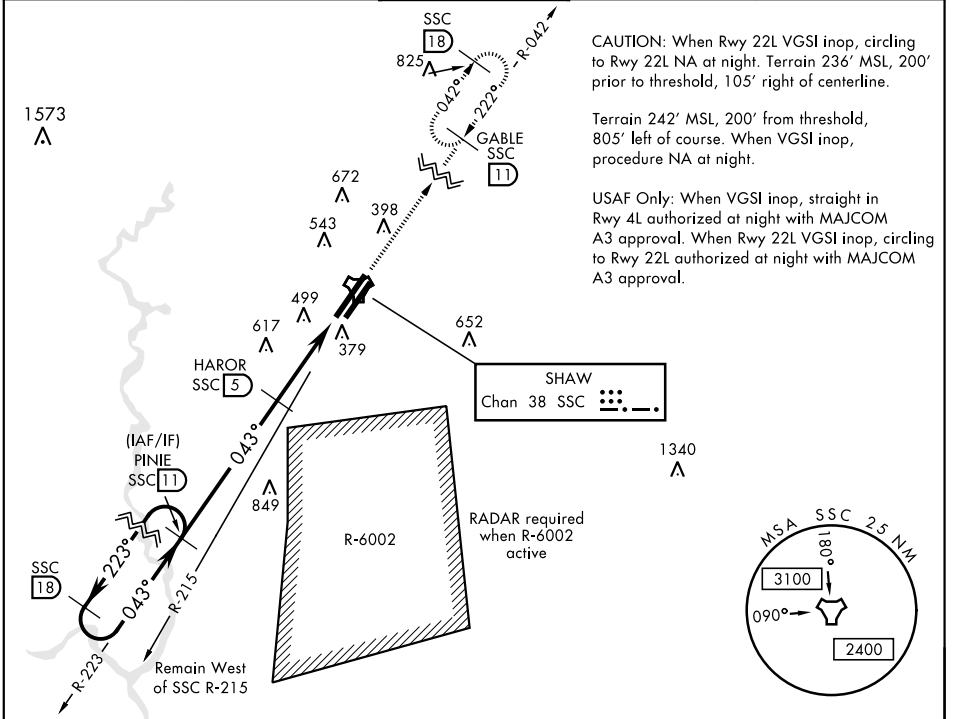 SSC
18
R-042
825
042°
222°
GABLE
SSC
11
CAUTION: When Rwy 22L VGSI inop, circling
to Rwy 22L NA at night. Terrain 236' MSL, 200'
prior to threshold, 105' right of centerline.
Terrain 242' MSL, 200' from threshold,
805' left of course. When VGSI inop,
procedure NA at night.
USAF Only: When VGSI inop, straight in
Rwy 4L authorized at night with MAJCOM
A3 approval. When Rwy 22L VGSI inop, circling
to Rwy 22L authorized at night with MAJCOM
A3 approval.
1573
672
543
398
499
617
379
652
HAROR
SSC 5
SHAW
Chan 38 SSC
043°
(IAF/IF)
PINIE
SSC 11
849
1340
R-6002
RADAR required
when R-6002
active
SSC
18
223°
043°
R-215
R-223
Remain West
of SSC R-215
MSA SSC 25 NM
180°
3100
090°
2400